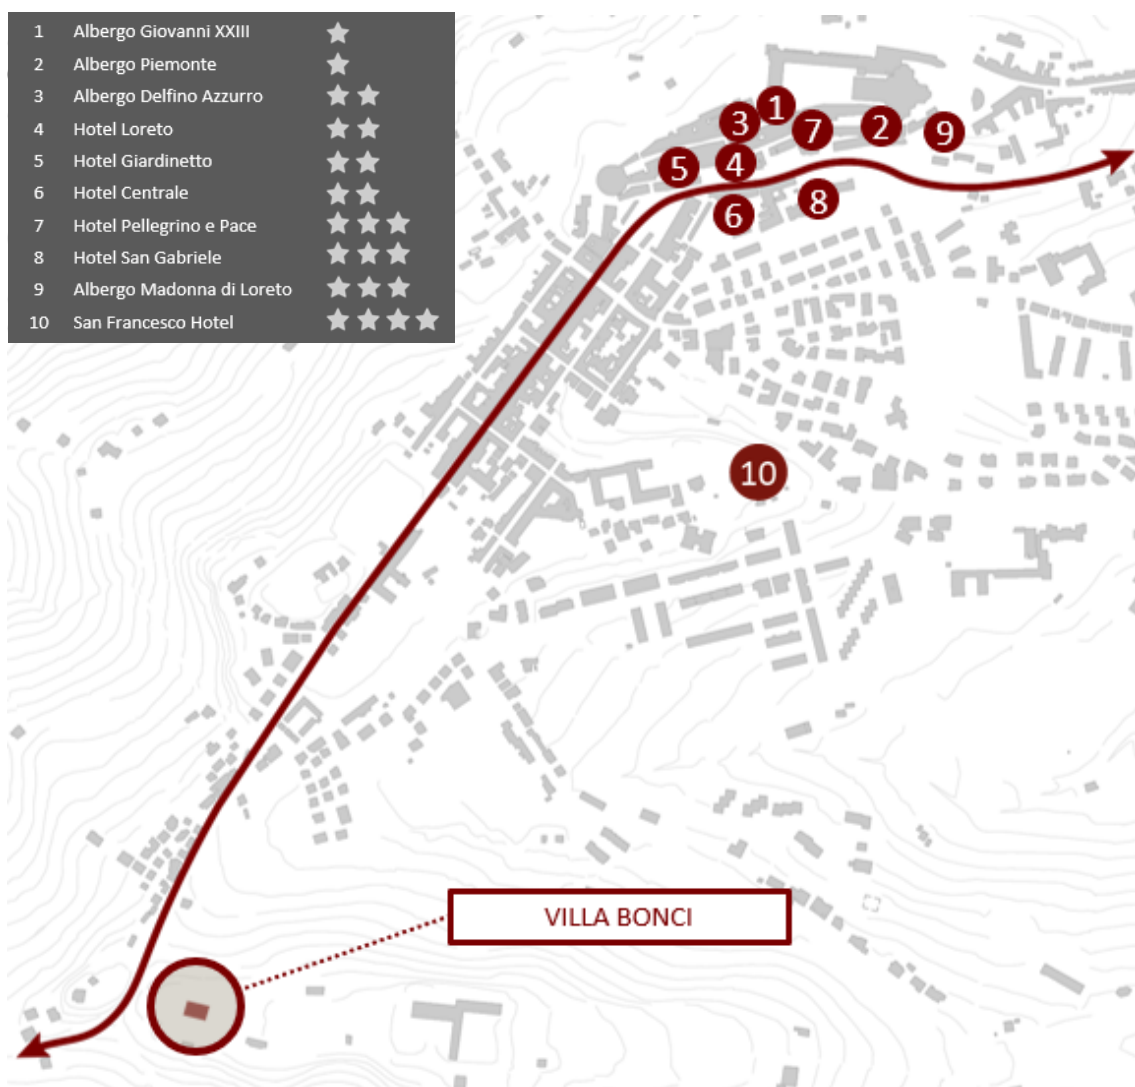 1 Albergo Giovanni XXIII
2 Albergo Piemonte
3 Albergo Delfino Azzurro
4 Hotel Loreto
5 Hotel Giardinetto
6 Hotel Centrale
7 Hotel Pellegrino e Pace
8 Hotel San Gabriele
9 Albergo Madonna di Loreto
10 San Francesco Hotel
1
3
7
2
9
5
4
6
8
10
VILLA BONCI